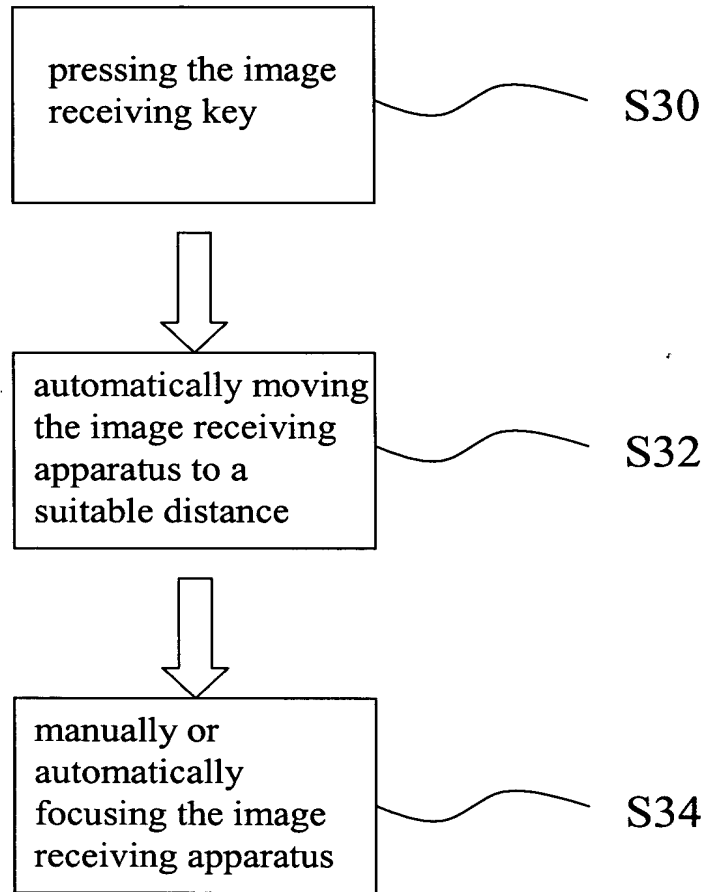 pressing the image
receiving key
S30
automatically moving
the image receiving
apparatus to a
suitable distance
S32
manually or
automatically
focusing the image
receiving apparatus
S34